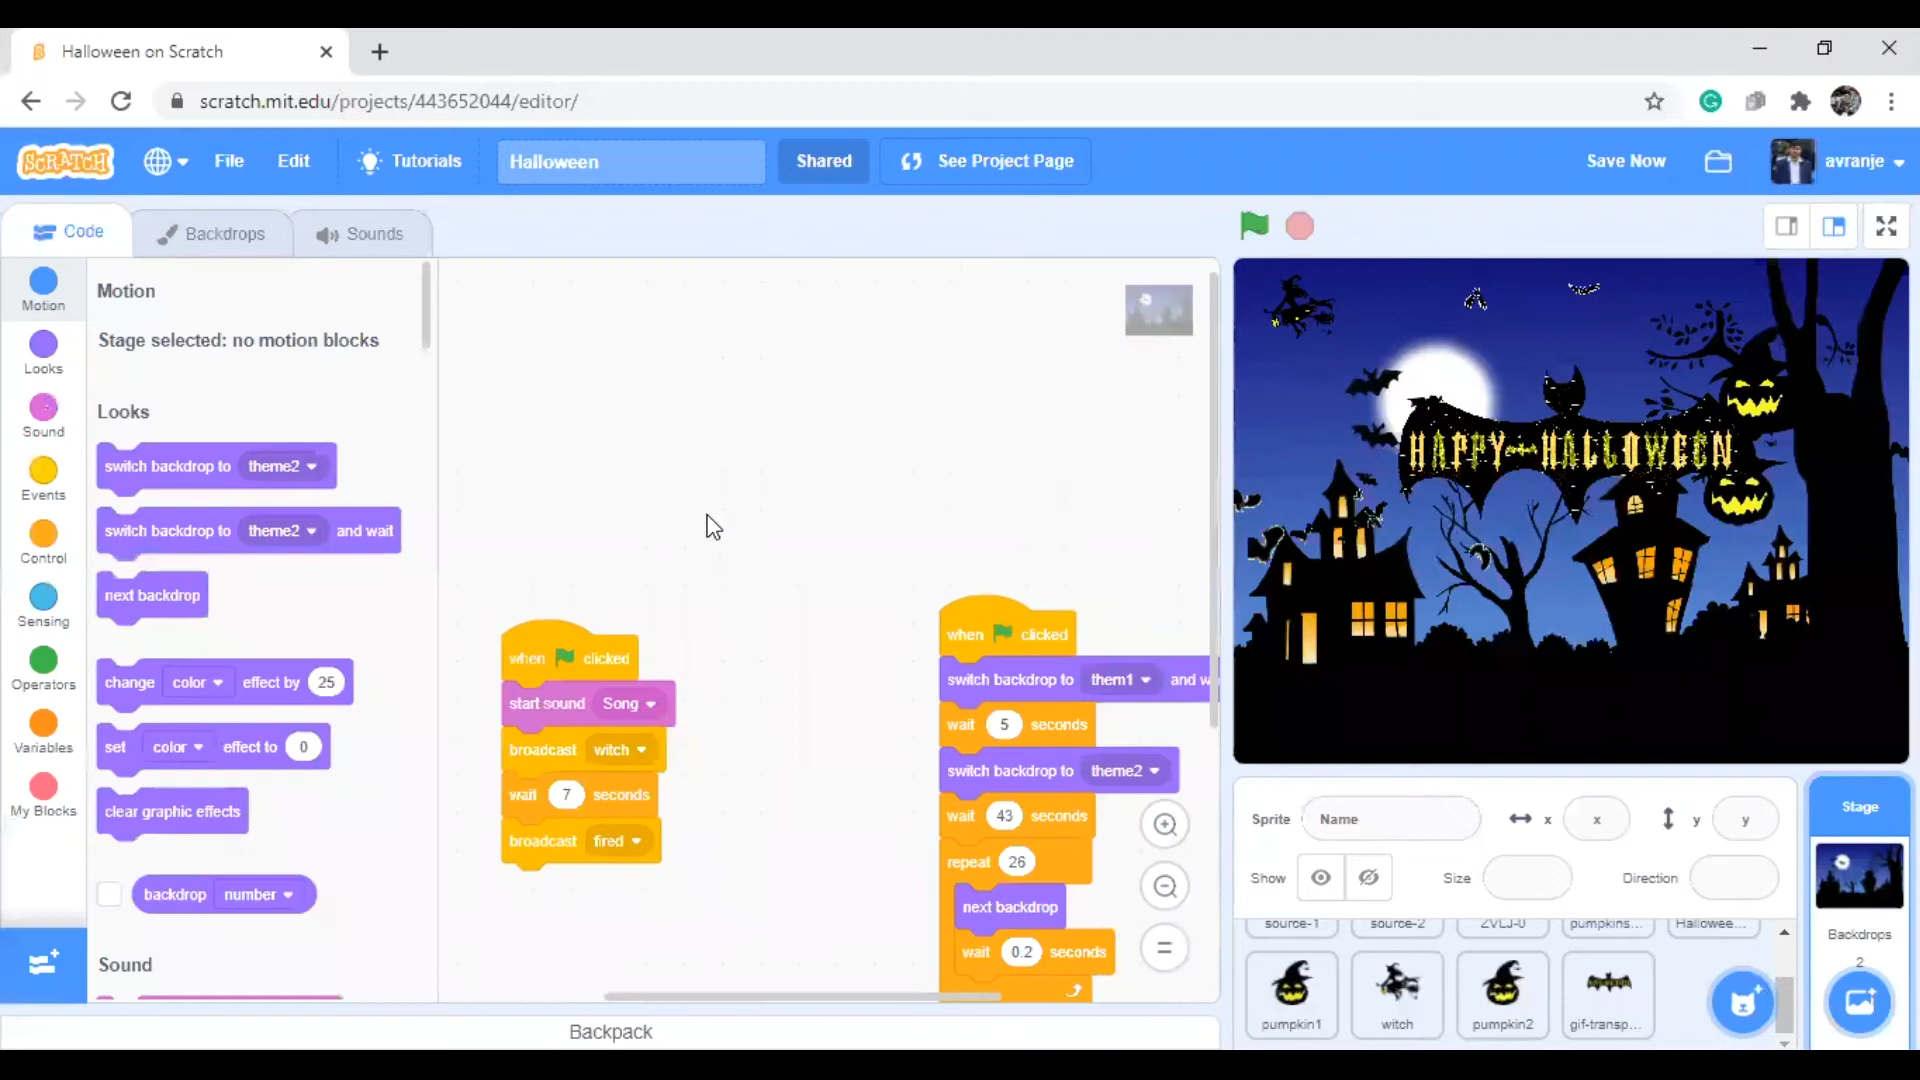 Halloween on Scratch
scratch.mit.edu/projects/443652044/editor/
SCRATCH
File
Edit
Tutorials
Halloween
Shared
See Project Page
Save Now
avranje
Code
Backdrops
Sounds
Motion
Looks
Sound
Events
Control
Sensing
Operators
Variables
My Blocks
Motion
Stage selected: no motion blocks
Looks
switch backdrop to theme2
switch backdrop to theme2 and wait
next backdrop
change color effect by 25
set color effect to 0
clear graphic effects
backdrop number
Sound
when clicked
start sound Song
broadcast witch
wait 7 seconds
broadcast fired
when clicked
switch backdrop to them1 and w
wait 5 seconds
switch backdrop to theme2
wait 43 seconds
repeat 26
next backdrop
wait 0.2 seconds
Backpack
HAPPY HALLOWEEN
Sprite Name x x y y
Show Size Direction
source-1 source-2 ZVLJ-0 pumpkins... Hallowee...
pumpkin1 witch pumpkin2 gif-transp...
Stage
Backdrops
2